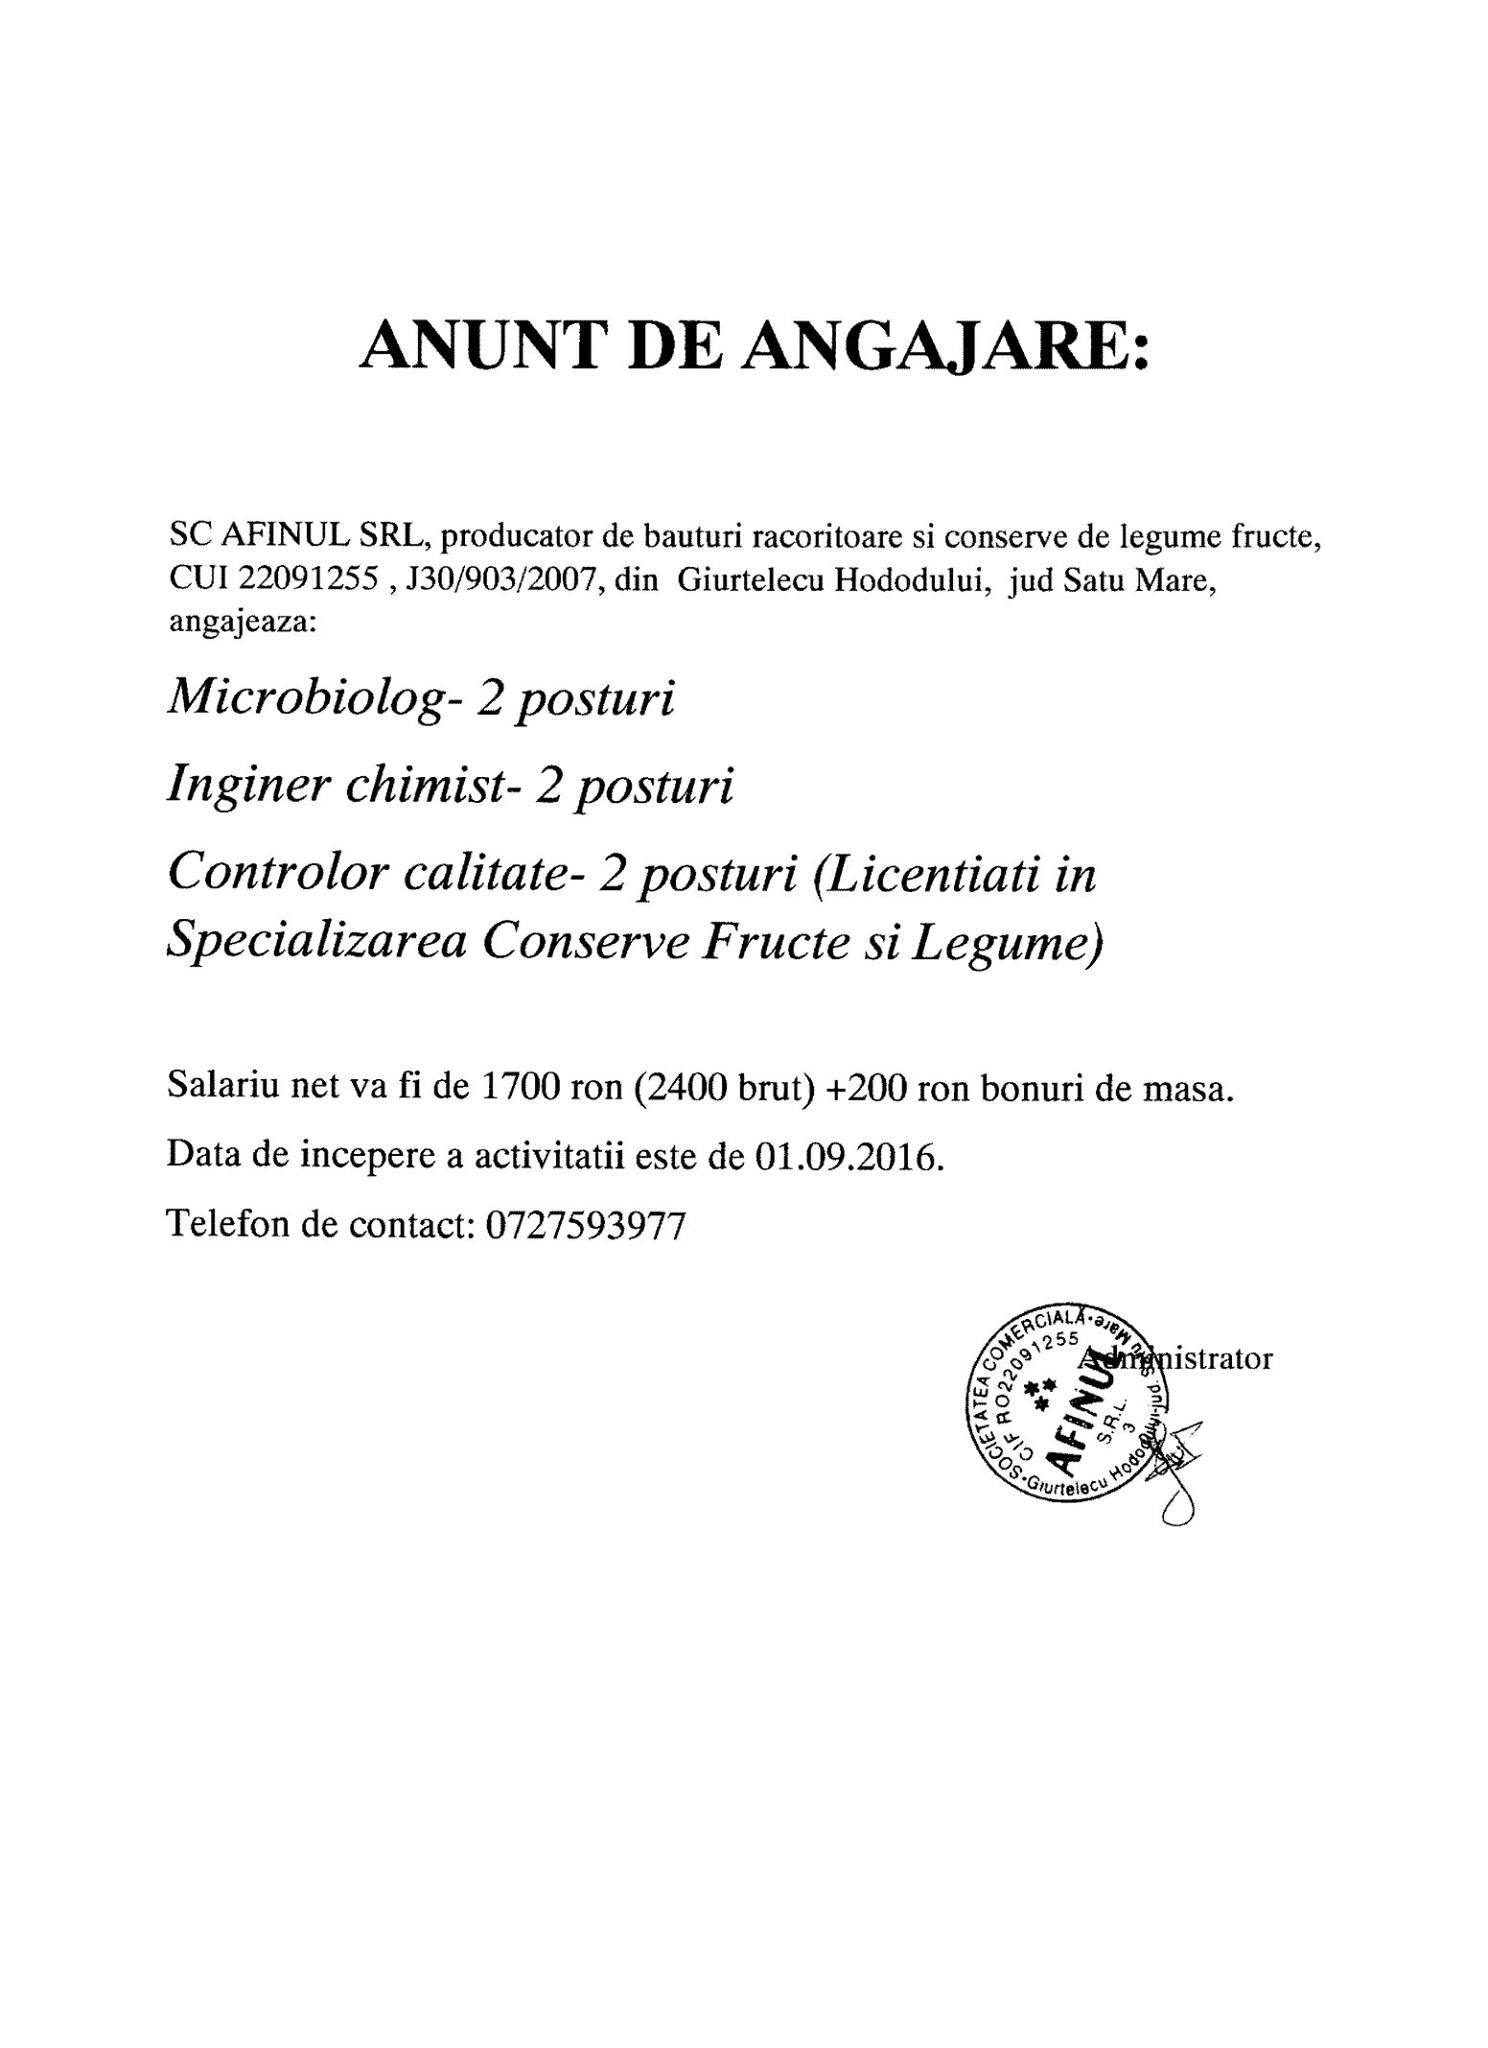 ANUNT DE ANGAJARE:
SC AFINUL SRL, producator de bauturi racoritoare si conserve de legume fructe,
CUI 22091255 , J30/903/2007, din Giurtelecu Hododului, jud Satu Mare,
angajeaza:
Microbiolog- 2 posturi
Inginer chimist- 2 posturi
Controlor calitate- 2 posturi (Licentiati in
Specializarea Conserve Fructe si Legume)
Salariu net va fi de 1700 ron (2400 brut) +200 ron bonuri de masa.
Data de incepere a activitatii este de 01.09.2016.
Telefon de contact: 0727593977
Administrator
SOCIETATEA COMERCIALĂ•
Giurtelecu Hododului-jud. Satu Mare•
CIF RO22091255
AFINUL
S.R.L.
3